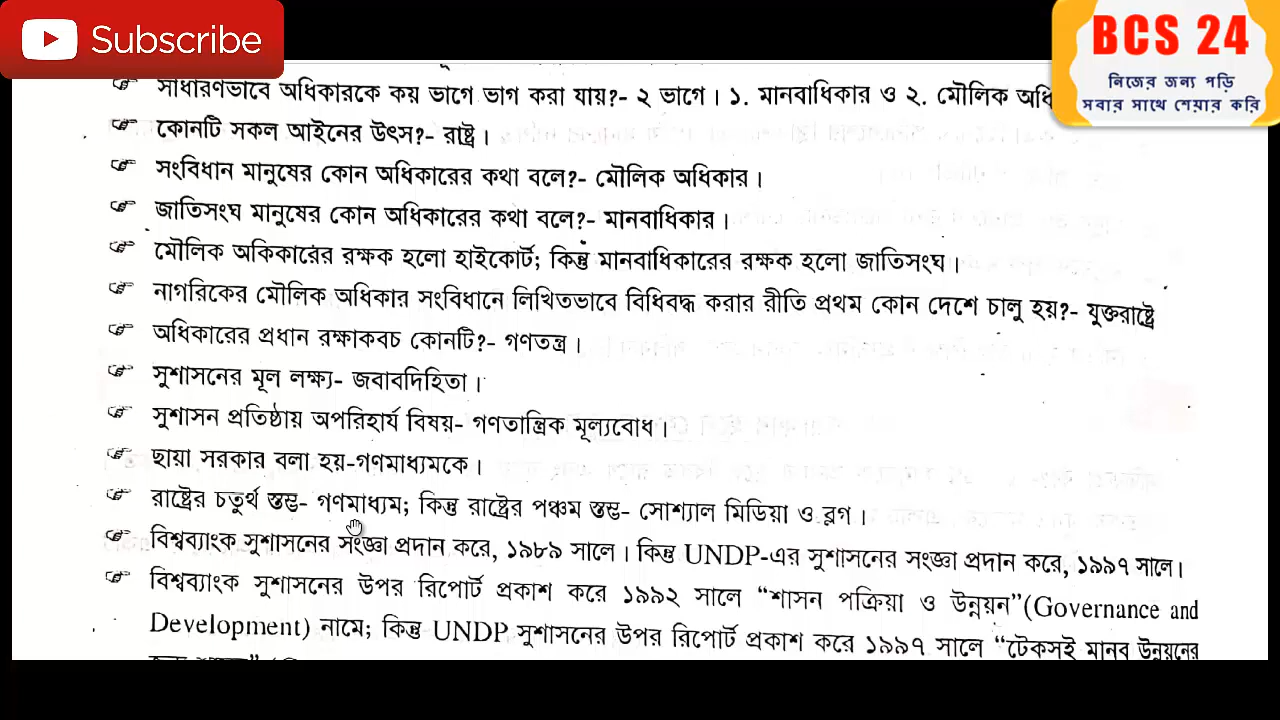 Subscribe
BCS 24
নিজের জন্য পড়ি
সবার সাথে শেয়ার করি
সাধারণভাবে অধিকারকে কয় ভাগে ভাগ করা যায়?- ২ ভাগে। ১. মানবাধিকার ও ২. মৌলিক
কোনটি সকল আইনের উৎস?- রাষ্ট্র।
সংবিধান মানুষের কোন অধিকারের কথা বলে?- মৌলিক অধিকার।
জাতিসংঘ মানুষের কোন অধিকারের কথা বলে?- মানবাধিকার।
মৌলিক অকিকারের রক্ষক হলো হাইকোর্ট; কিন্তু মানবাধিকারের রক্ষক হলো জাতিসংঘ।
নাগরিকের মৌলিক অধিকার সংবিধানে লিখিতভাবে বিধিবদ্ধ করার রীতি প্রথম কোন দেশে চালু হয়?- যুক্তরাষ্ট্রে
অধিকারের প্রধান রক্ষাকবচ কোনটি?- গণতন্ত্র।
সুশাসনের মূল লক্ষ্য- জবাবদিহিতা।
সুশাসন প্রতিষ্ঠায় অপরিহার্য বিষয়- গণতান্ত্রিক মূল্যবোধ।
ছায়া সরকার বলা হয়-গণমাধ্যমকে।
রাষ্ট্রের চতুর্থ স্তম্ভ- গণমাধ্যম; কিন্তু রাষ্ট্রের পঞ্চম স্তম্ভ- সোশ্যাল মিডিয়া ও ব্লগ।
বিশ্বব্যাংক সুশাসনের সংজ্ঞা প্রদান করে, ১৯৮৯ সালে। কিন্তু UNDP-এর সুশাসনের সংজ্ঞা প্রদান করে, ১৯৯৭ সালে।
বিশ্বব্যাংক সুশাসনের উপর রিপোর্ট প্রকাশ করে ১৯৯২ সালে “শাসন পক্রিয়া ও উন্নয়ন”(Governance and
Development) নামে; কিন্তু UNDP সুশাসনের উপর রিপোর্ট প্রকাশ করে ১৯৯৭ সালে “টেকসই মানব উন্নয়নের